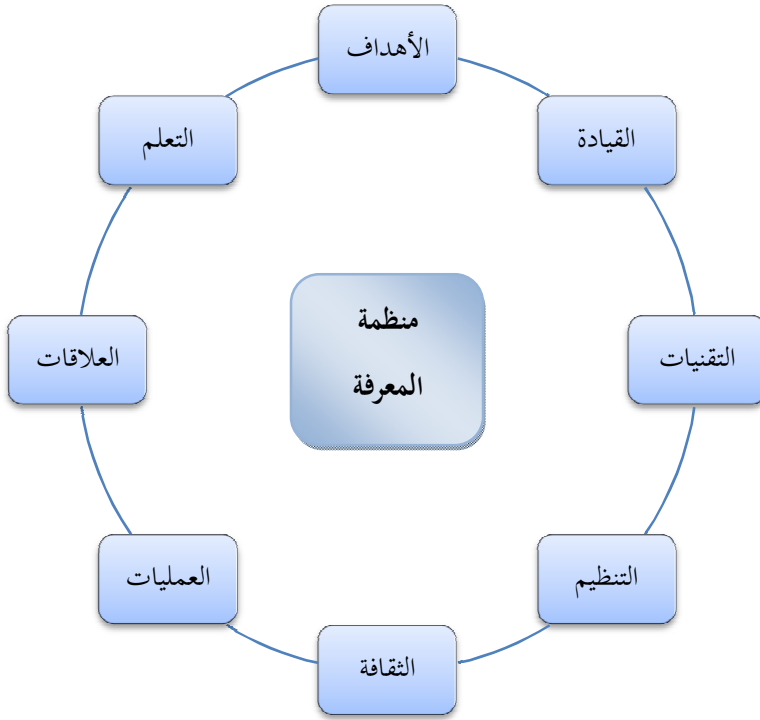 الأهداف
القيادة
التعلم
منظمة
المعرفة
التقنيات
العلاقات
التنظيم
العمليات
الثقافة